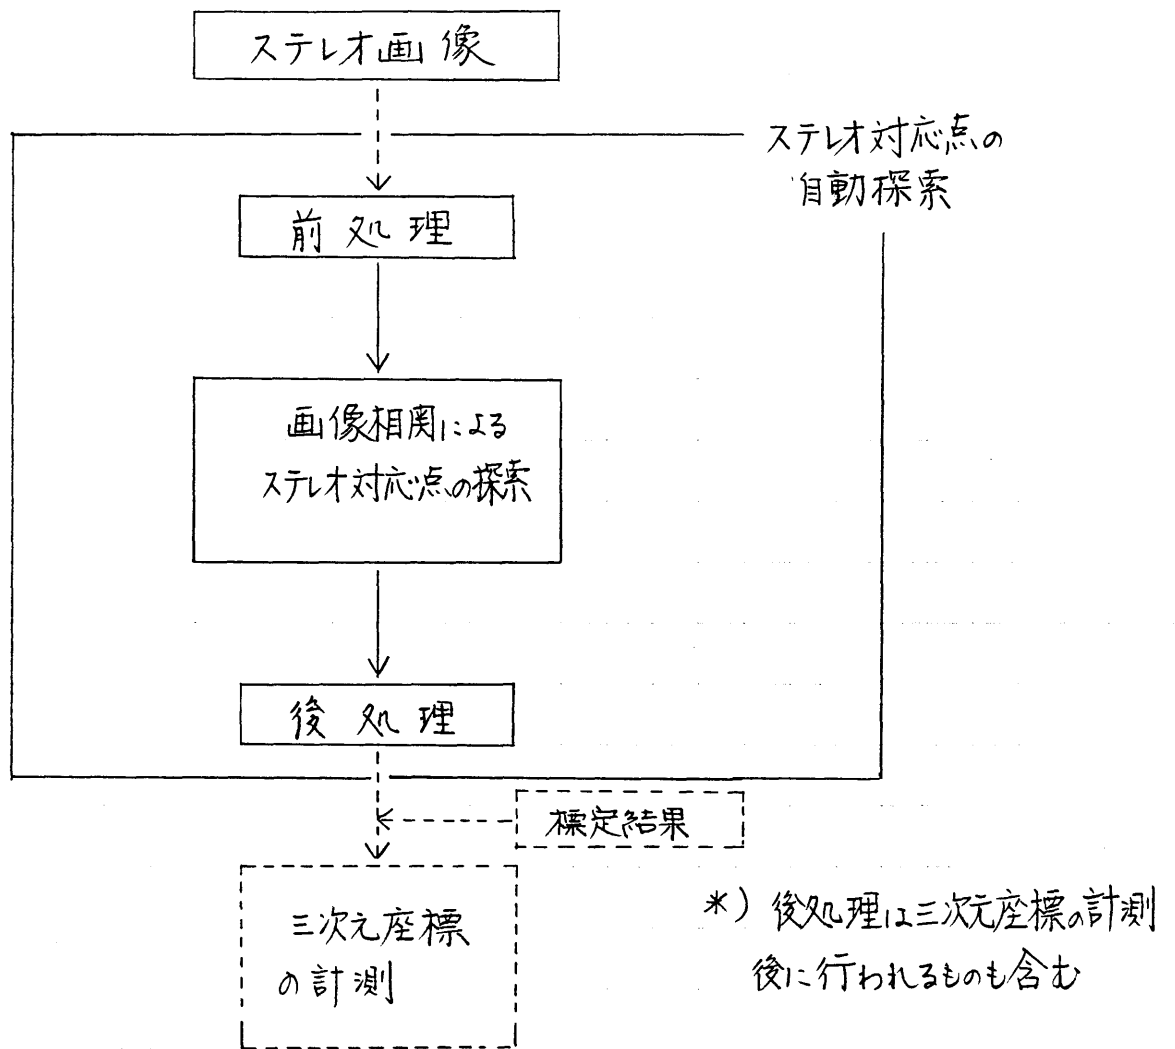 ステレオ画像
ステレオ対応点の
自動探索
前処理
画像相関による
ステレオ対応点の探索
後処理
標定結果
三次元座標
の計測
*) 後処理は三次元座標の計測
後に行われるものも含む